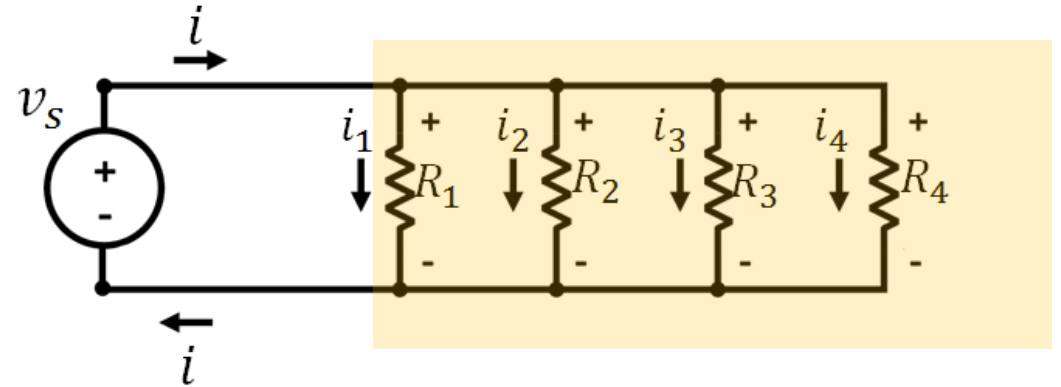 i
v_s
+
-
i_1
+
R_1
-
i_2
+
R_2
-
i_3
+
R_3
-
i_4
+
R_4
-
i